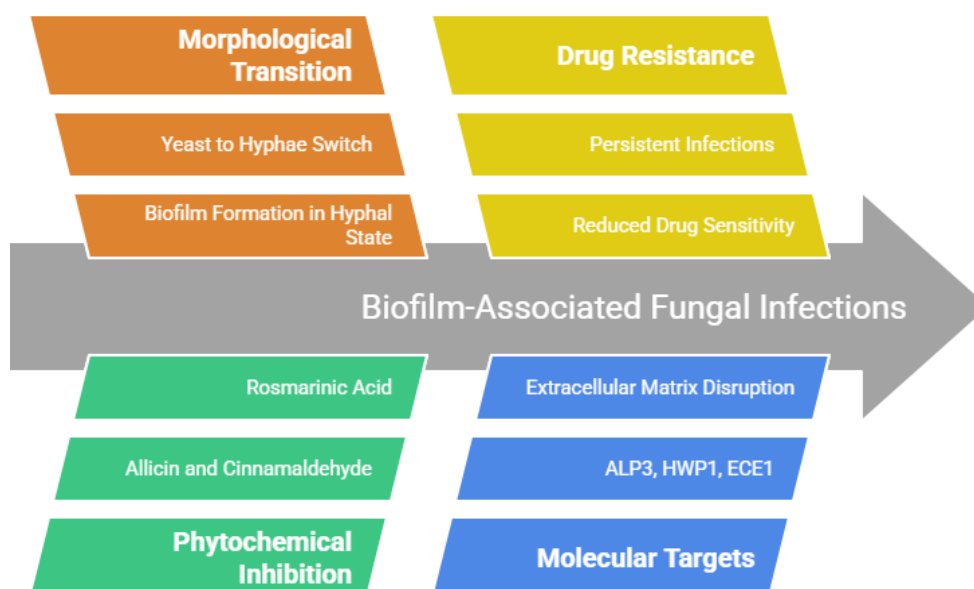 Morphological
Transition
Drug Resistance
Yeast to Hyphae Switch
Persistent Infections
Biofilm Formation in Hyphal
State
Reduced Drug Sensitivity
Biofilm-Associated Fungal Infections
Rosmarinic Acid
Extracellular Matrix Disruption
Allicin and Cinnamaldehyde
ALP3, HWP1, ECE1
Phytochemical
Inhibition
Molecular Targets